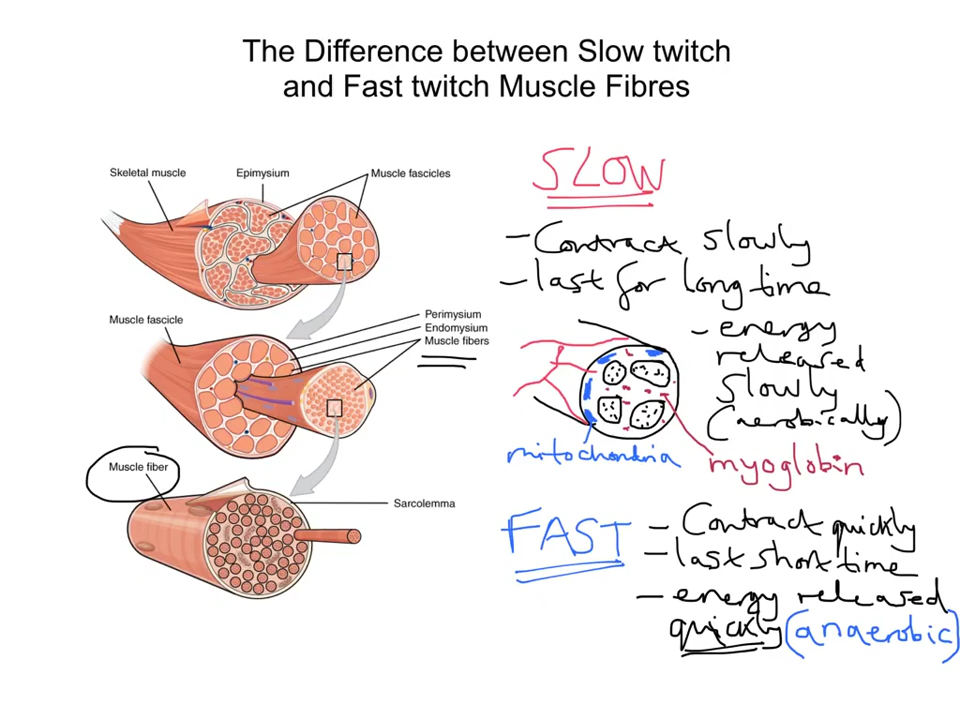 The Difference between Slow twitch
and Fast twitch Muscle Fibres
Skeletal muscle
Epimysium
Muscle fascicles
Muscle fascicle
Perimysium
Endomysium
Muscle fibers
Muscle fiber
Sarcolemma
SLOW
- Contract slowly
- last for long time
- energy
released
slowly
(aerobically)
mitochondria
myoglobin
FAST
- Contract quickly
- last short time
- energy released
quickly (anaerobic)